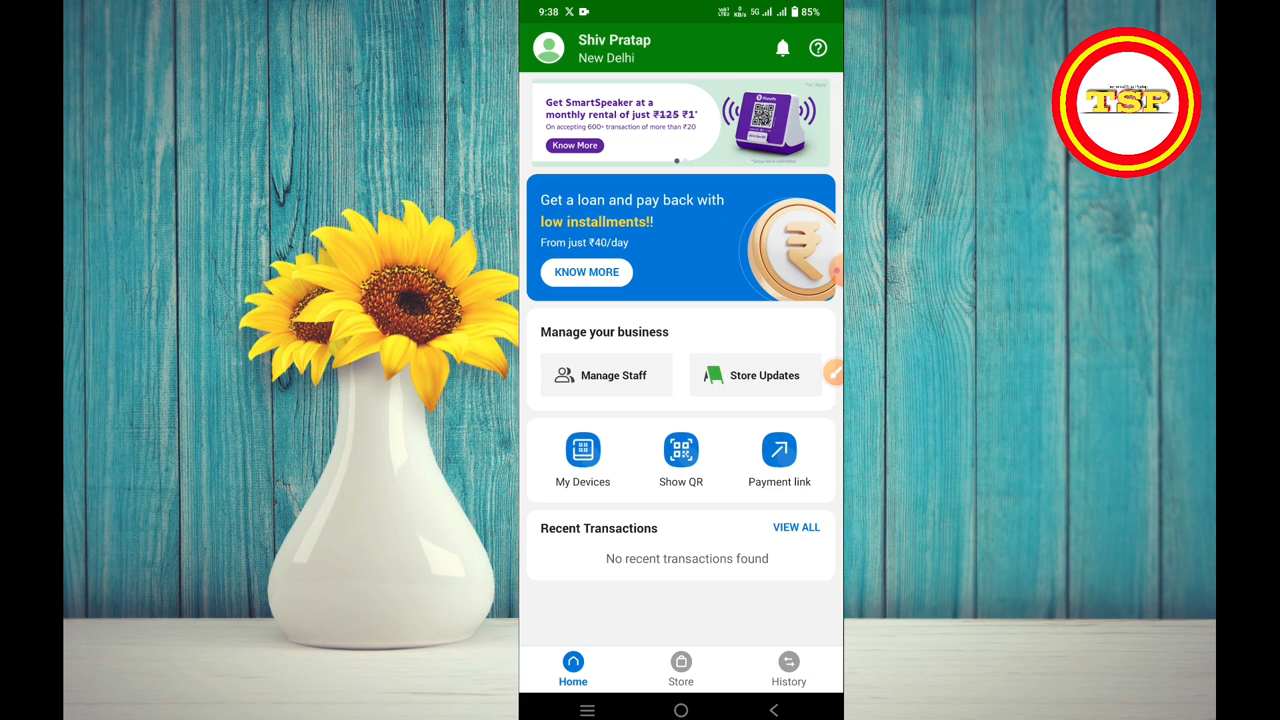 9:38
5G
85%
Shiv Pratap
New Delhi
Get SmartSpeaker at a
monthly rental of just ₹125 ₹1*
On accepting 600+ transaction of more than ₹20
Know More
Get a loan and pay back with
low installments!!
From just ₹40/day
KNOW MORE
Manage your business
Manage Staff
Store Updates
My Devices
Show QR
Payment link
Recent Transactions
VIEW ALL
No recent transactions found
Home
Store
History
TSP